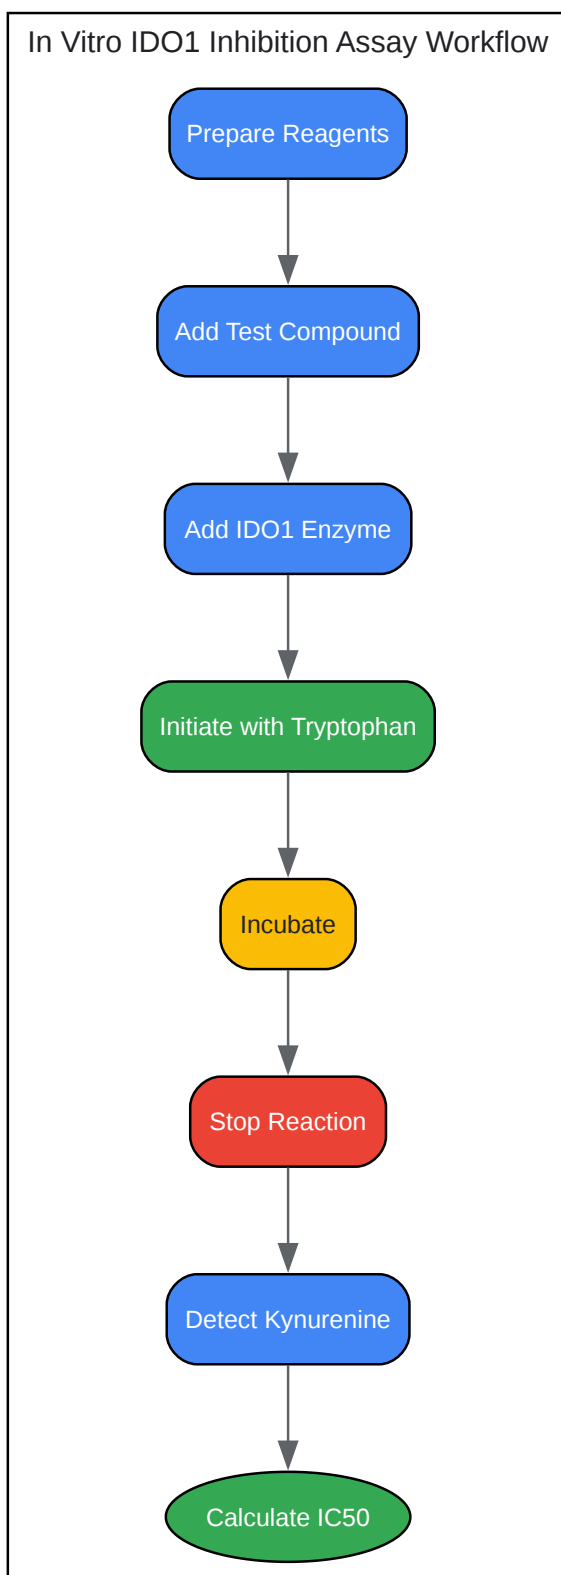 In Vitro IDO1 Inhibition Assay Workflow
Prepare Reagents
Add Test Compound
Add IDO1 Enzyme
Initiate with Tryptophan
Incubate
Stop Reaction
Detect Kynurenine
Calculate IC50